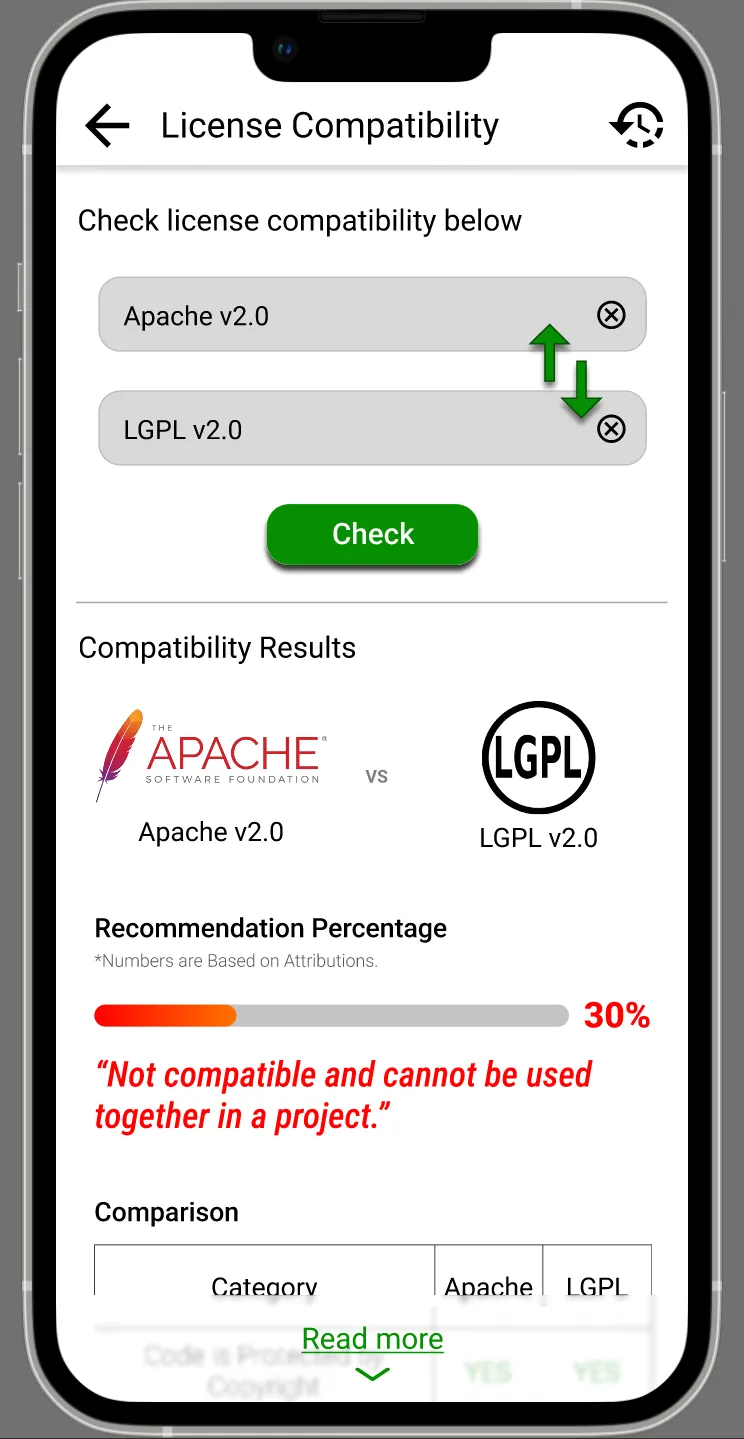 License Compatibility
Check license compatibility below
Apache v2.0
LGPL v2.0
Check
Compatibility Results
THE
APACHE®
SOFTWARE FOUNDATION
vs
LGPL
Apache v2.0
LGPL v2.0
Recommendation Percentage
*Numbers are Based on Attributions.
30%
“Not compatible and cannot be used
together in a project.”
Comparison
Category Apache LGPL
Read more
Code is Protected by
Copyright
YES YES